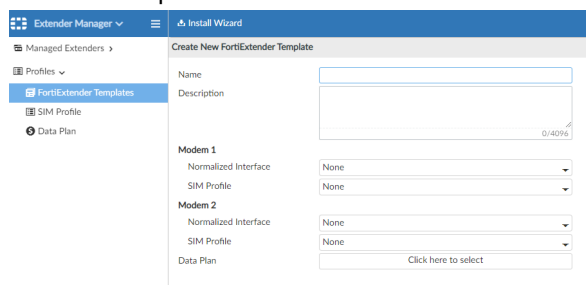 Extender Manager
Install Wizard
Managed Extenders
Profiles
FortiExtender Templates
SIM Profile
Data Plan
Create New FortiExtender Template
Name
Description
0/4096
Modem 1
Normalized Interface None
SIM Profile None
Modem 2
Normalized Interface None
SIM Profile None
Data Plan Click here to select